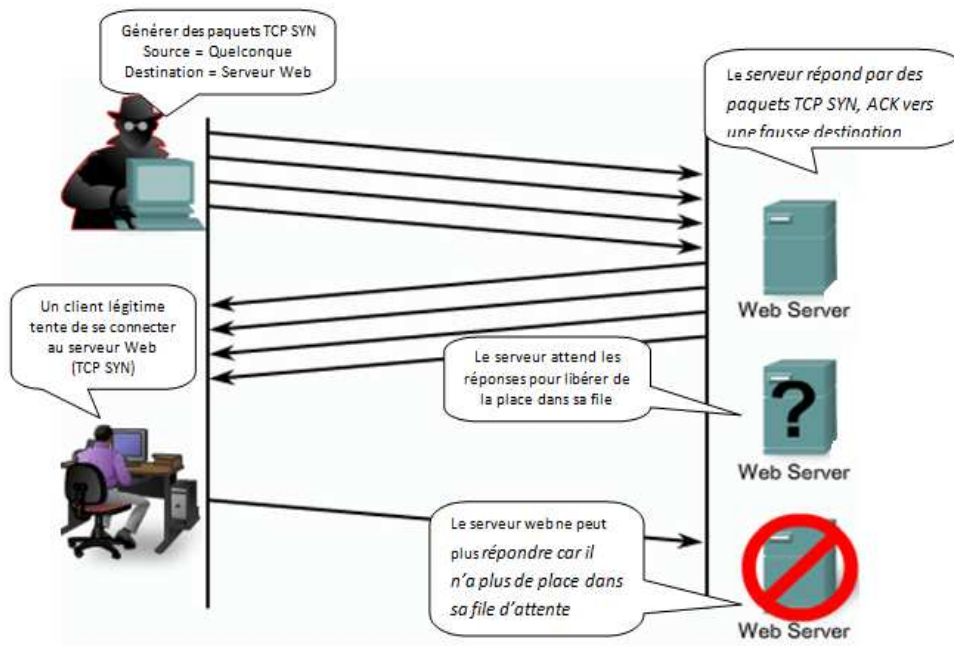 Générer des paquets TCP SYN
Source = Quelconque
Destination = Serveur Web
Le serveur répond par des
paquets TCP SYN, ACK vers
une fausse destination
Web Server
Un client légitime
tente de se connecter
au serveur Web
(TCP SYN)
Le serveur attend les
réponses pour libérer de
la place dans sa file
?
Web Server
Le serveur web ne peut
plus répondre car il
n'a plus de place dans
sa file d'attente
Web Server